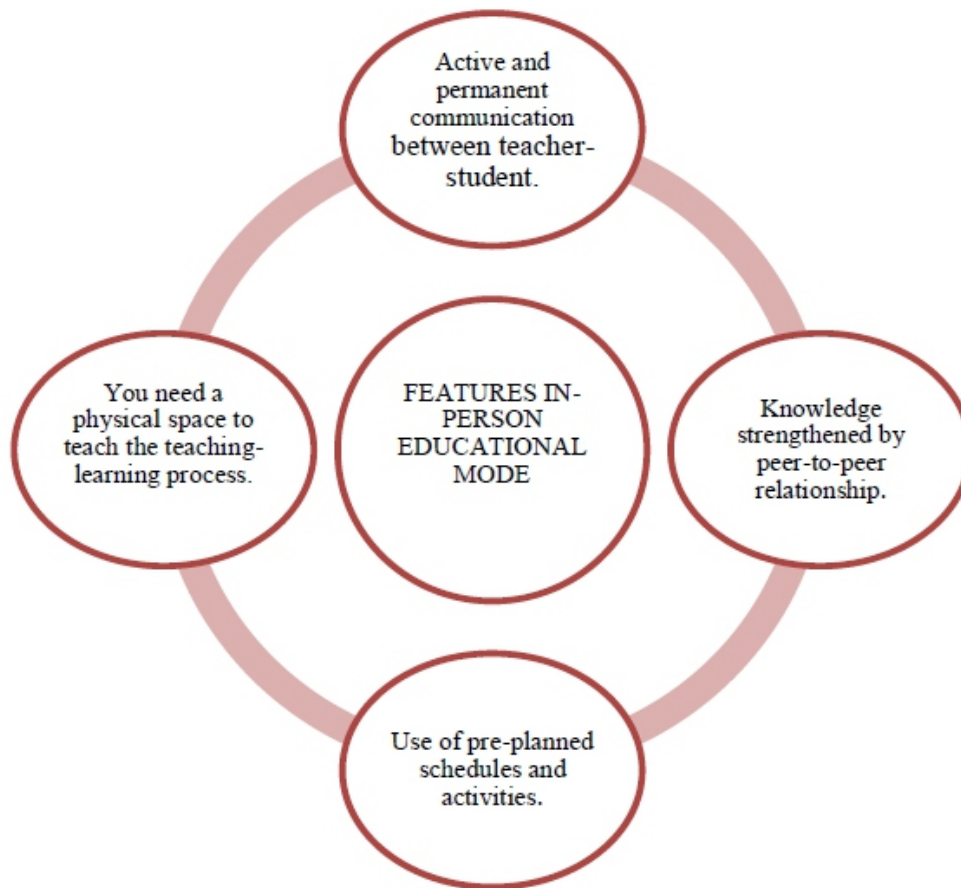 Active and
permanent
communication
between teacher-
student.
You need a
physical space to
teach the teaching-
learning process.
FEATURES IN-
PERSON
EDUCATIONAL
MODE
Knowledge
strengthened by
peer-to-peer
relationship.
Use of pre-planned
schedules and
activities.